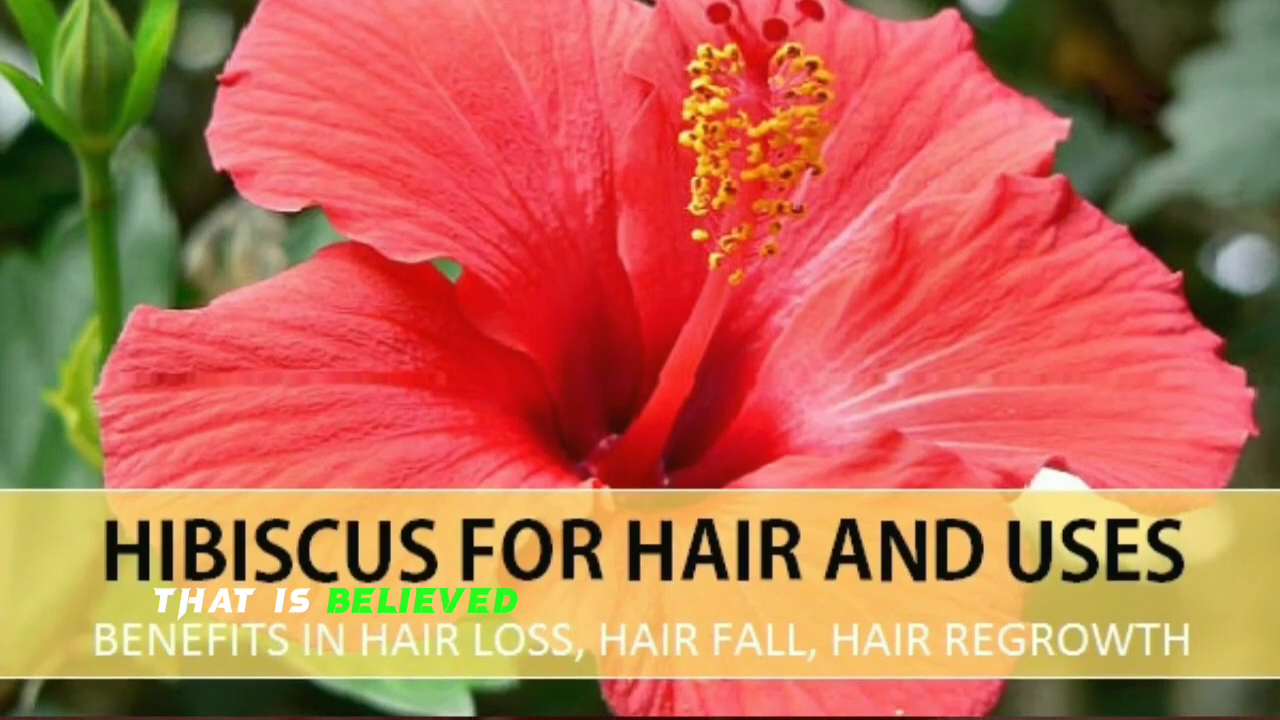 HIBISCUS FOR HAIR AND USES
THAT IS BELIEVED
BENEFITS IN HAIR LOSS, HAIR FALL, HAIR REGROWTH